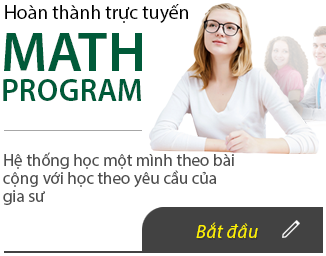 Hoàn thành trực tuyến
MATH
PROGRAM
Hệ thống học một mình theo bài
cộng với học theo yêu cầu của
gia sư
Bắt đầu